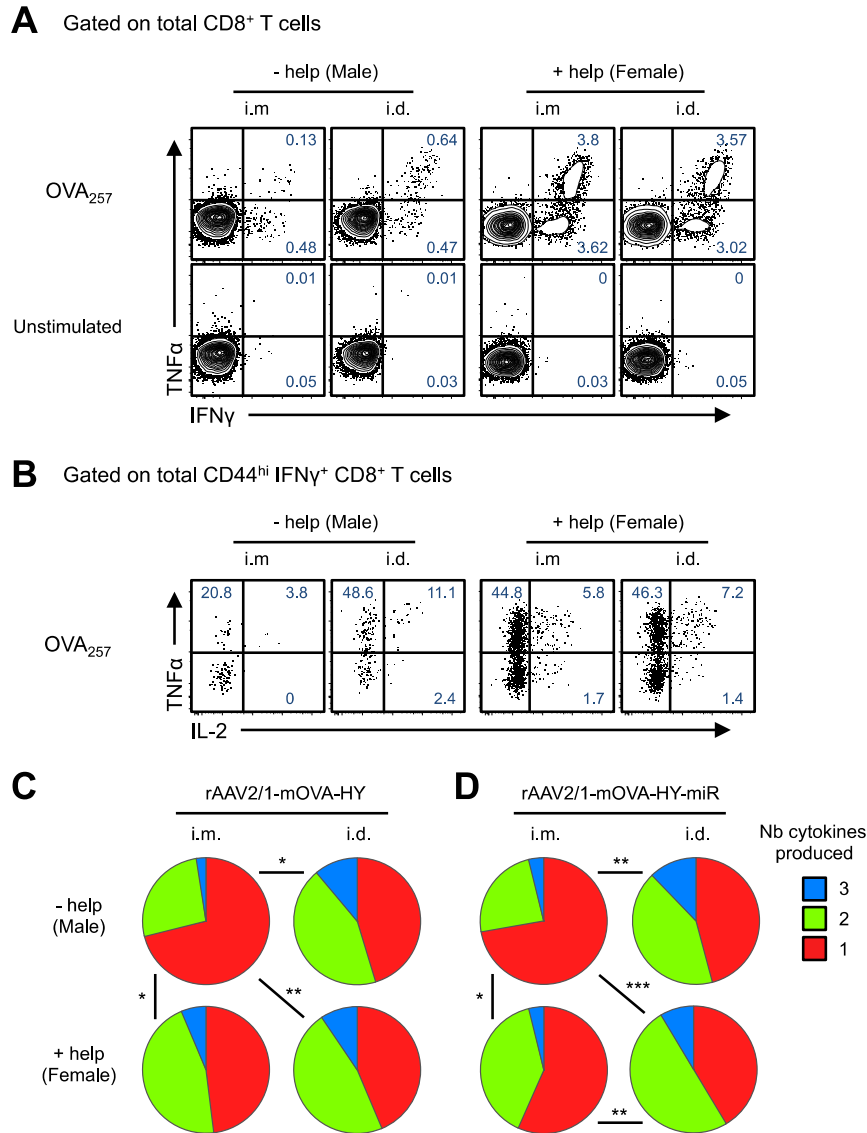 A Gated on total CD8⁺ T cells
- help (Male) + help (Female)
i.m i.d. i.m i.d.
OVA₂₅₇
0.13 0.64 3.8 3.57
0.48 0.47 3.62 3.02
Unstimulated
0.01 0.01 0 0
0.05 0.03 0.03 0.05
TNFα
IFNγ
B Gated on total CD44ʰⁱ IFNγ⁺ CD8⁺ T cells
- help (Male) + help (Female)
i.m i.d. i.m i.d.
OVA₂₅₇
20.8 3.8 48.6 11.1 44.8 5.8 46.3 7.2
0 2.4 1.7 1.4
TNFα
IL-2
C D
rAAV2/1-mOVA-HY rAAV2/1-mOVA-HY-miR
i.m. i.d. i.m. i.d.
Nb cytokines
produced
3
2
1
- help
(Male)
* **
* ** * ***
+ help
(Female)
**